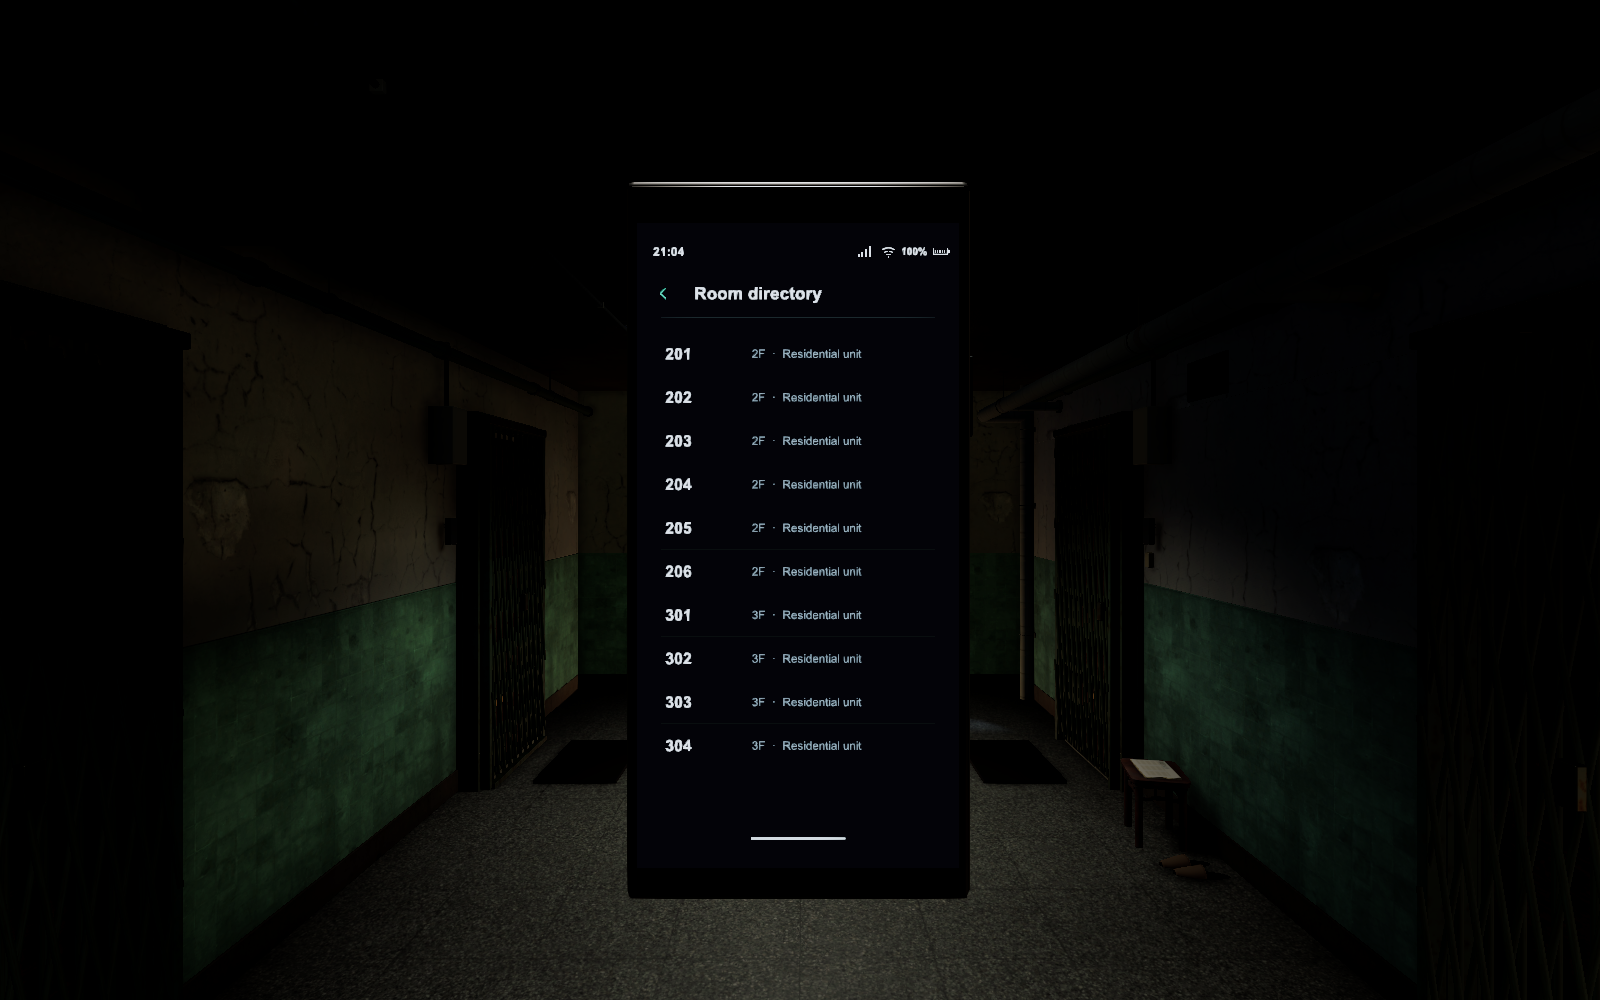 21:04 100%
Room directory
201 2F · Residential unit
202 2F · Residential unit
203 2F · Residential unit
204 2F · Residential unit
205 2F · Residential unit
206 2F · Residential unit
301 3F · Residential unit
302 3F · Residential unit
303 3F · Residential unit
304 3F · Residential unit